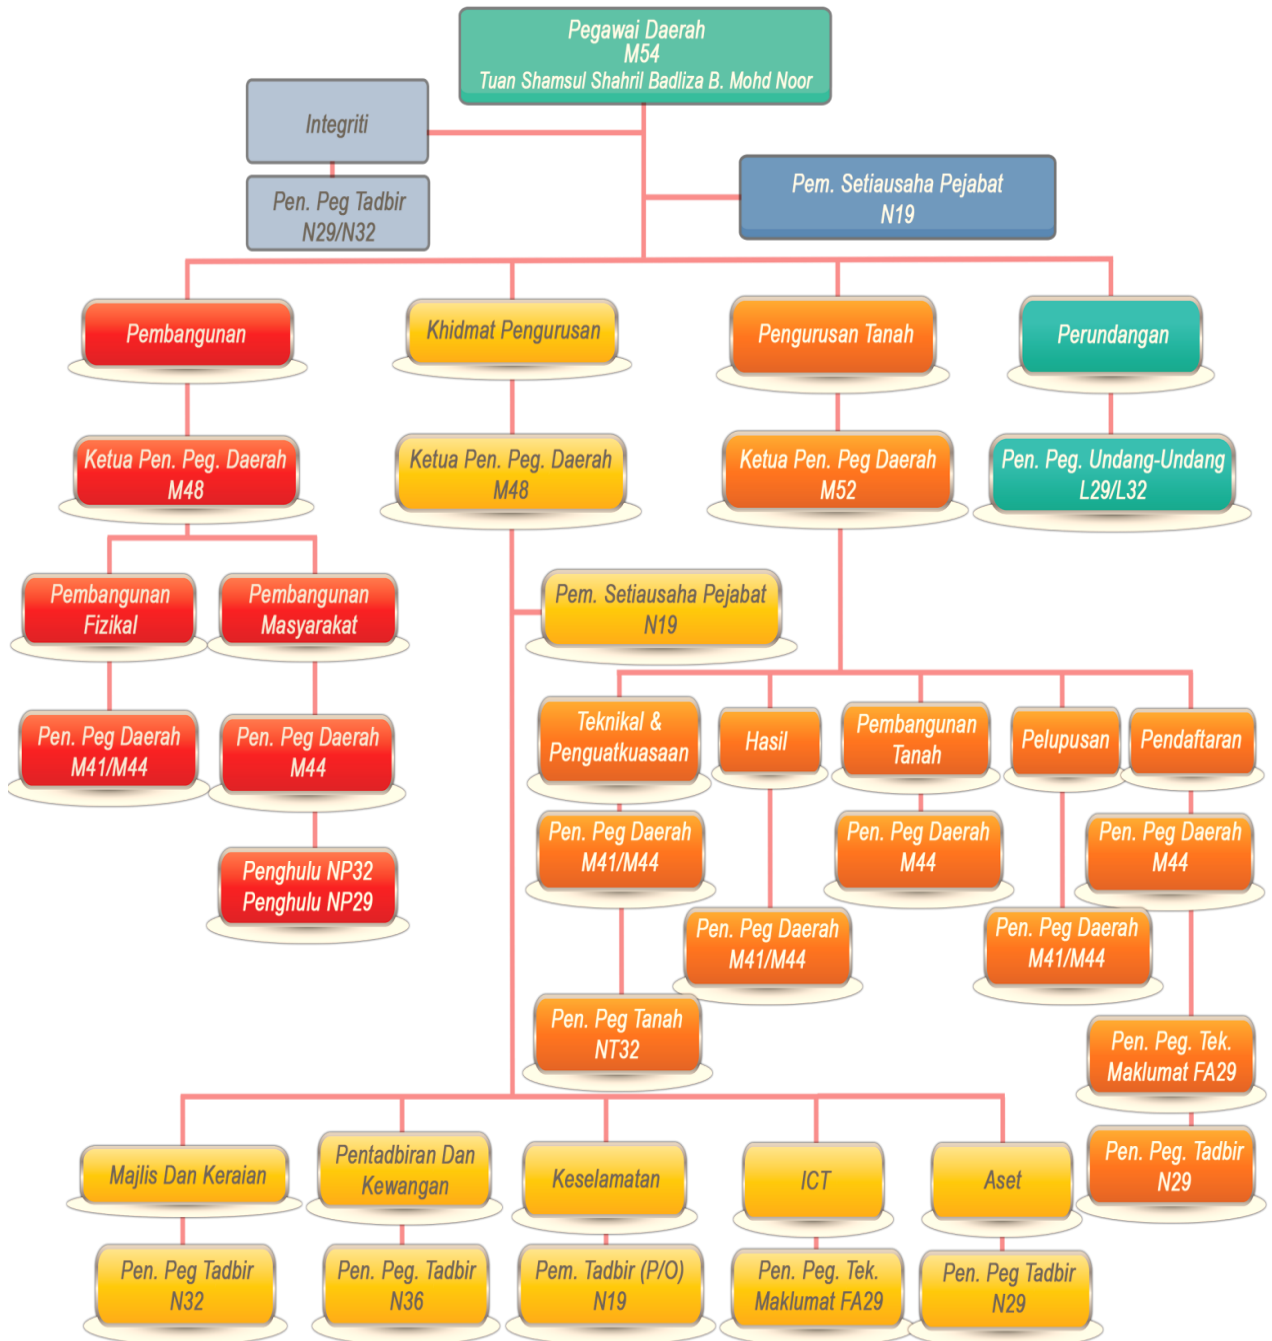 Pegawai Daerah
M54
Tuan Shamsul Shahril Badliza B. Mohd Noor
Integriti
Pen. Peg Tadbir
N29/N32
Pem. Setiausaha Pejabat
N19
Pembangunan
Khidmat Pengurusan
Pengurusan Tanah
Perundangan
Ketua Pen. Peg. Daerah
M48
Ketua Pen. Peg. Daerah
M48
Ketua Pen. Peg Daerah
M52
Pen. Peg. Undang-Undang
L29/L32
Pembangunan
Fizikal
Pembangunan
Masyarakat
Pem. Setiausaha Pejabat
N19
Pen. Peg Daerah
M41/M44
Pen. Peg Daerah
M44
Penghulu NP32
Penghulu NP29
Teknikal &
Penguatkuasaan
Hasil
Pembangunan
Tanah
Pelupusan
Pendaftaran
Pen. Peg Daerah
M41/M44
Pen. Peg Daerah
M41/M44
Pen. Peg Daerah
M44
Pen. Peg Daerah
M41/M44
Pen. Peg Daerah
M44
Pen. Peg Tanah
NT32
Pen. Peg. Tek.
Maklumat FA29
Pen. Peg. Tadbir
N29
Majlis Dan Keraian
Pentadbiran Dan
Kewangan
Keselamatan
ICT
Aset
Pen. Peg Tadbir
N32
Pen. Peg. Tadbir
N36
Pem. Tadbir (P/O)
N19
Pen. Peg. Tek.
Maklumat FA29
Pen. Peg Tadbir
N29